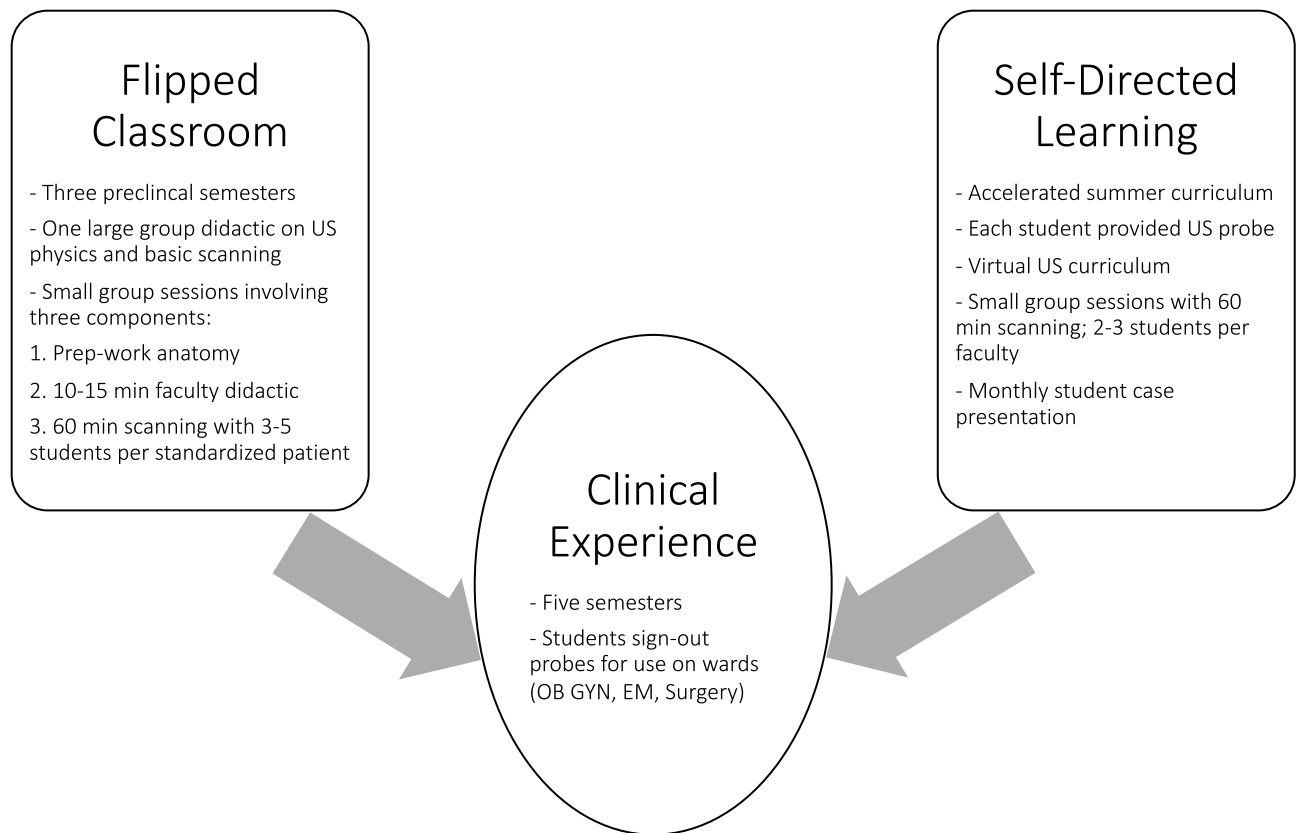 Flipped
Classroom
- Three preclincal semesters
- One large group didactic on US
physics and basic scanning
- Small group sessions involving
three components:
1. Prep-work anatomy
2. 10-15 min faculty didactic
3. 60 min scanning with 3-5
students per standardized patient
Self-Directed
Learning
- Accelerated summer curriculum
- Each student provided US probe
- Virtual US curriculum
- Small group sessions with 60
min scanning; 2-3 students per
faculty
- Monthly student case
presentation
Clinical
Experience
- Five semesters
- Students sign-out
probes for use on wards
(OB GYN, EM, Surgery)